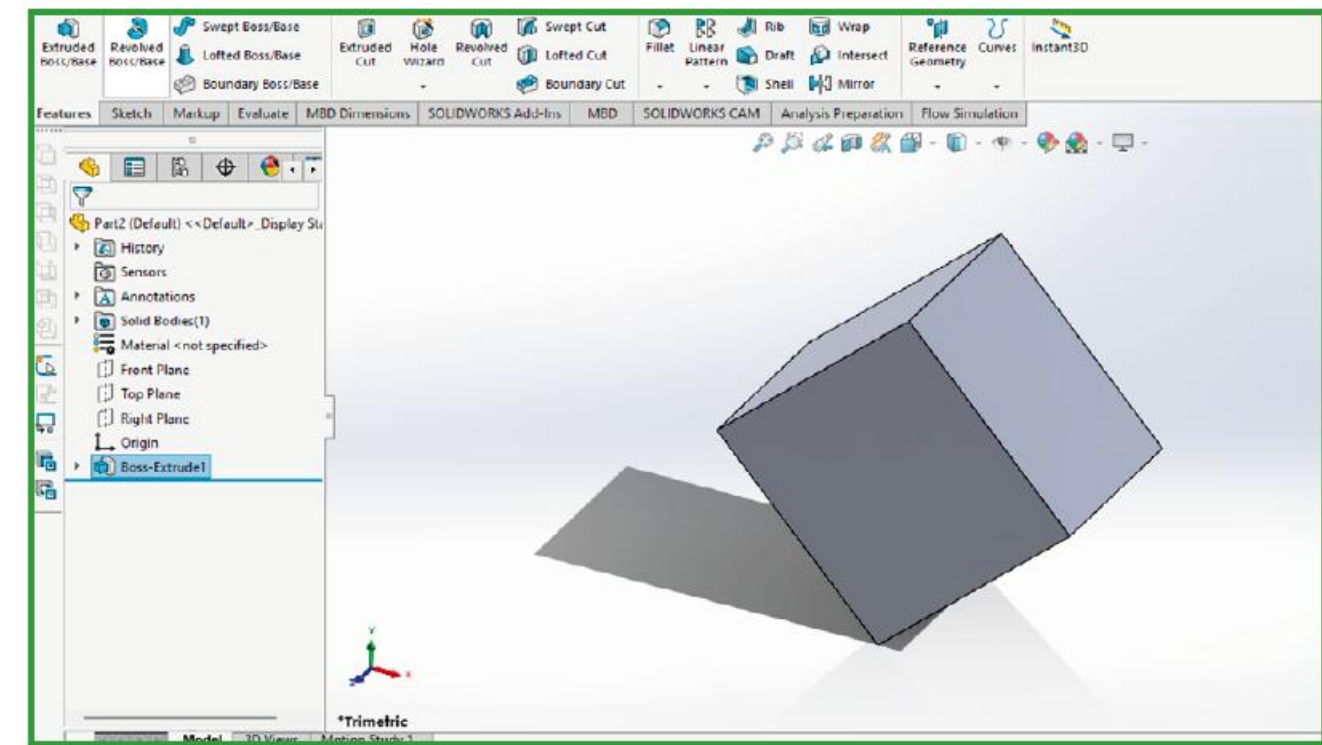 Extruded Boss/Base
Revolved Boss/Base
Swept Boss/Base
Lofted Boss/Base
Boundary Boss/Base
Extruded Cut
Hole Wizard
Revolved Cut
Swept Cut
Lofted Cut
Boundary Cut
Fillet
Linear Pattern
Rib
Draft
Shell
Wrap
Intersect
Mirror
Reference Geometry
Curves
Instant3D
Features Sketch Markup Evaluate MBD Dimensions SOLIDWORKS Add-Ins MBD SOLIDWORKS CAM Analysis Preparation Flow Simulation
Part2 (Default) <<Default>_Display Sta
History
Sensors
Annotations
Solid Bodies(1)
Material <not specified>
Front Plane
Top Plane
Right Plane
Origin
Boss-Extrude1
Y
X
*Trimetric
Model 3D Views Motion Study 1